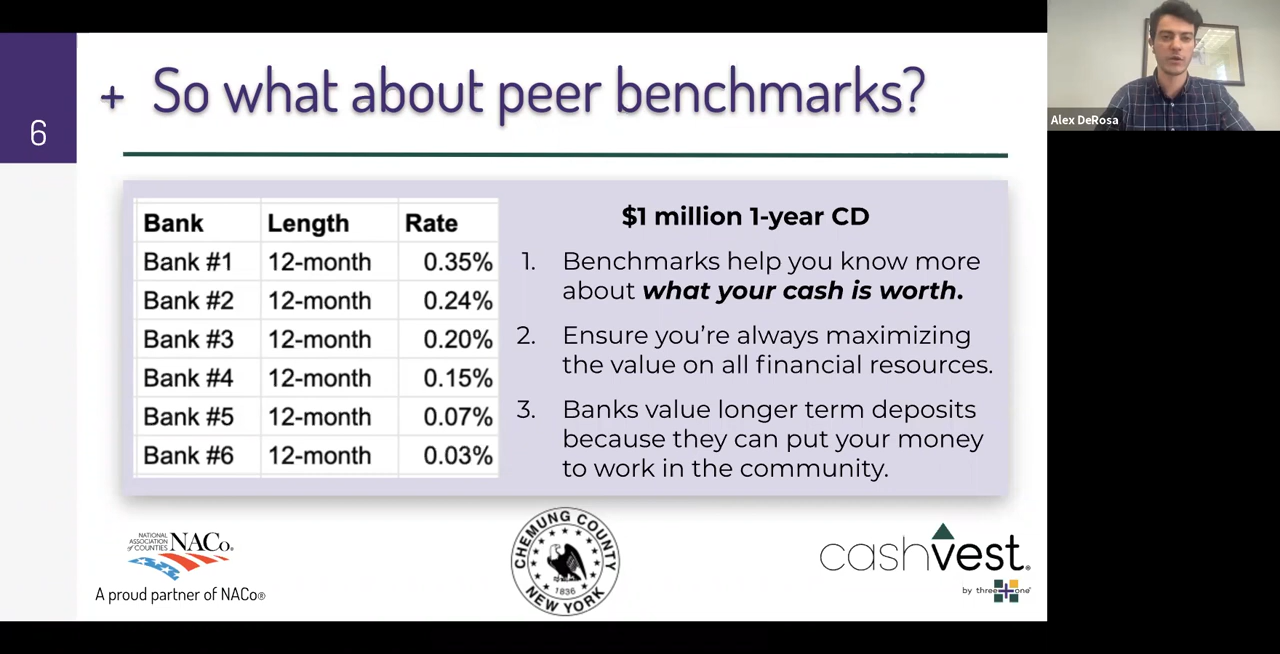 + So what about peer benchmarks?
6
Bank Length Rate
Bank #1 12-month 0.35%
Bank #2 12-month 0.24%
Bank #3 12-month 0.20%
Bank #4 12-month 0.15%
Bank #5 12-month 0.07%
Bank #6 12-month 0.03%
$1 million 1-year CD
1. Benchmarks help you know more
about what your cash is worth.
2. Ensure you’re always maximizing
the value on all financial resources.
3. Banks value longer term deposits
because they can put your money
to work in the community.
NATIONAL
ASSOCIATION
of COUNTIES NACo.
A proud partner of NACo®
CHEMUNG COUNTY
1836
NEW YORK
cashvest®
by three+one®
Alex DeRosa